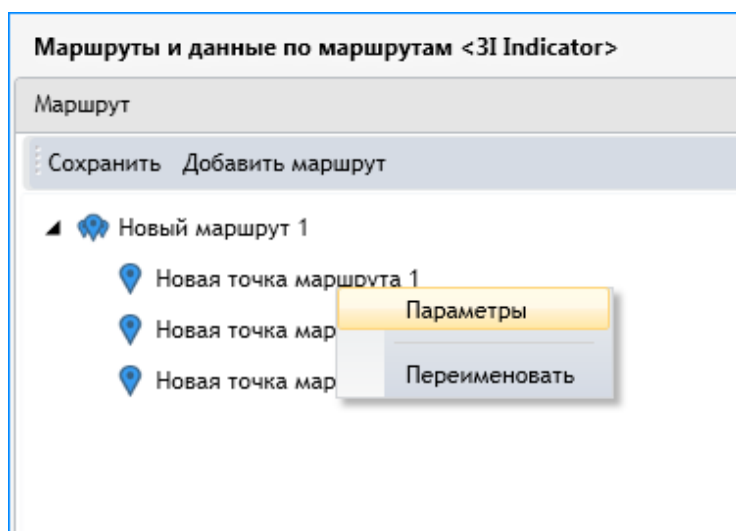 Маршруты и данные по маршрутам <3I Indicator>
Маршрут
Сохранить Добавить маршрут
Новый маршрут 1
Новая точка маршрута 1
Параметры
Новая точка мар
Переименовать
Новая точка мар